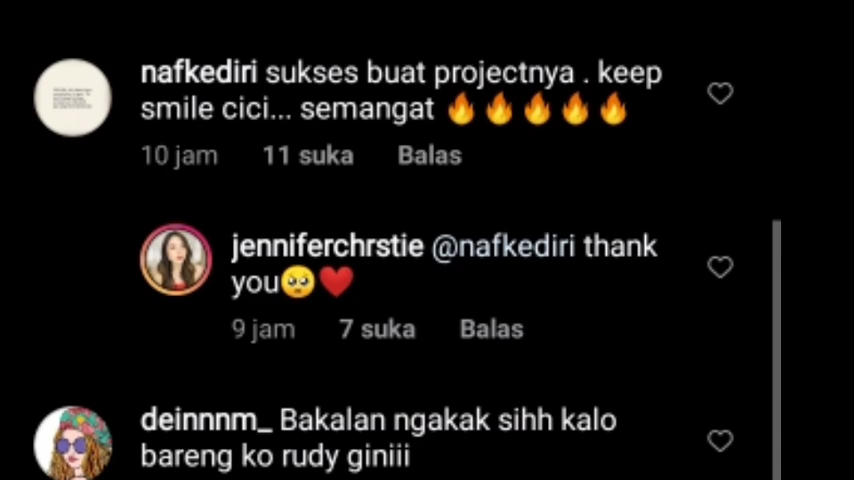 nafkediri sukses buat projectnya . keep
smile cici... semangat 🔥🔥🔥🔥🔥
10 jam 11 suka Balas
jenniferchrstie @nafkediri thank
you🥺❤️
9 jam 7 suka Balas
deinnnm_ Bakalan ngakak sihh kalo
bareng ko rudy giniii